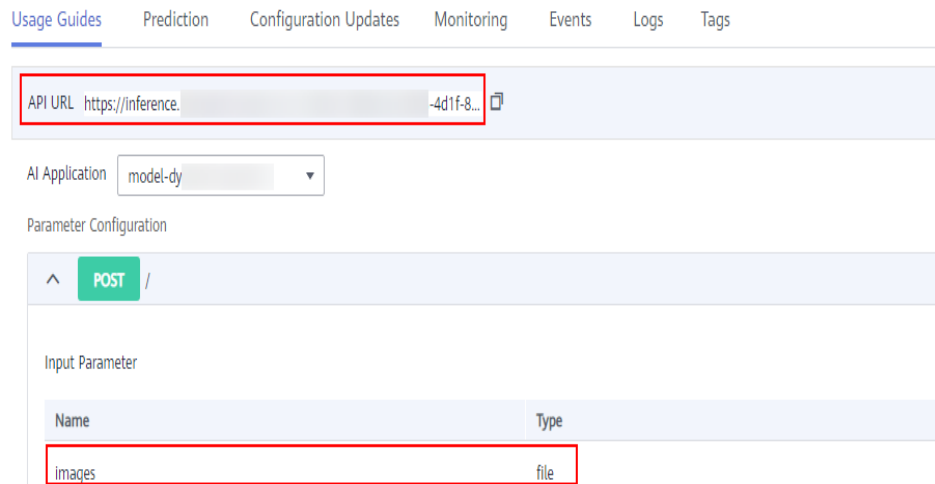 Usage Guides Prediction Configuration Updates Monitoring Events Logs Tags
API URL https://inference. -4d1f-8...
AI Application model-dy
Parameter Configuration
POST /
Input Parameter
Name Type
images file